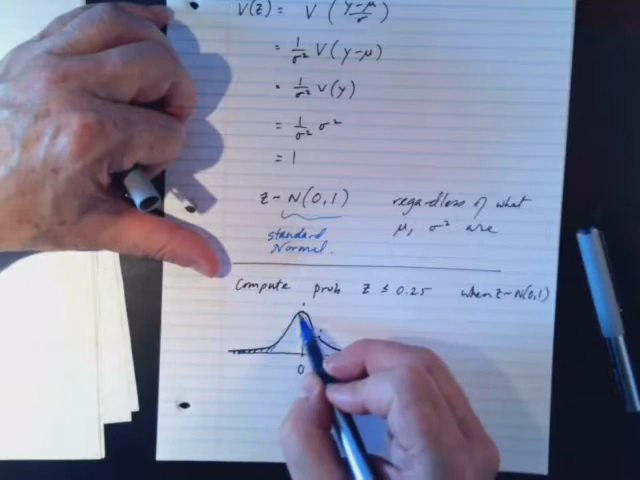 V(z) = V (y-μ/σ)
= 1/σ² V(y-μ)
= 1/σ² V(y)
= 1/σ² σ²
= 1
z ~ N(0,1) regardless of what
μ, σ² are
standard
Normal.
Compute prob z ≤ 0.25 when z ~ N(0,1)
0